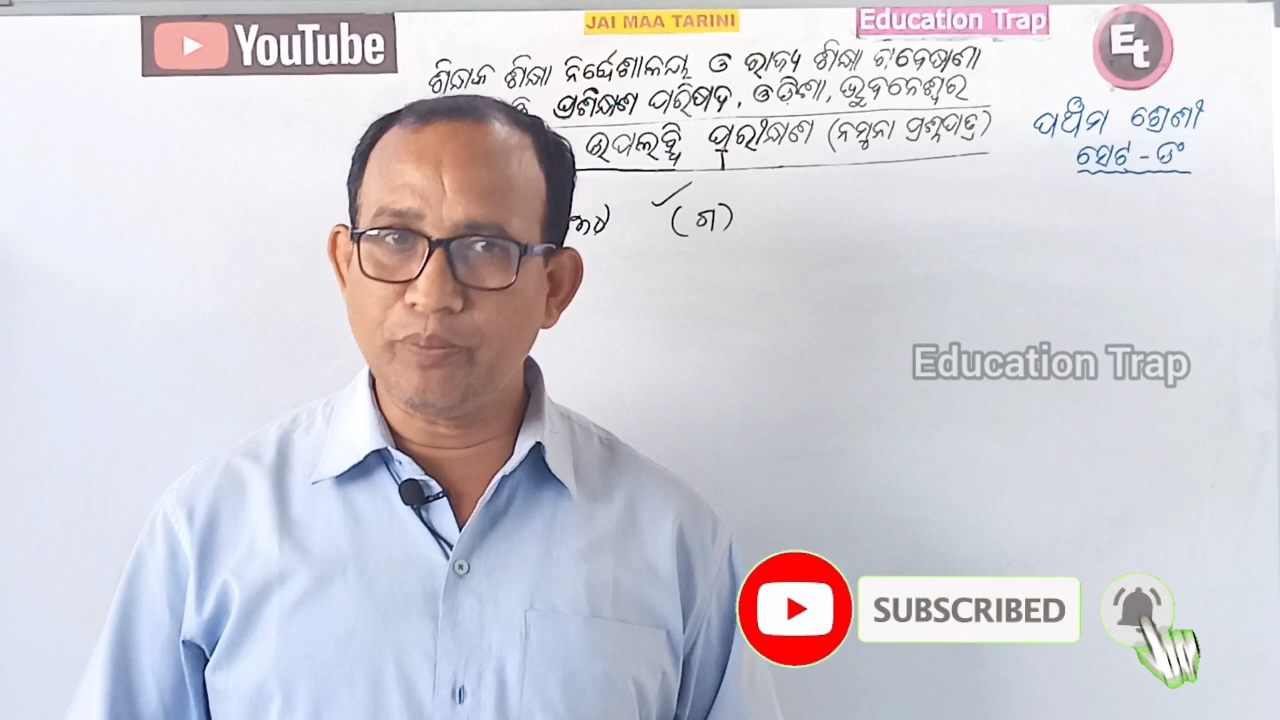 YouTube
JAI MAA TARINI
Education Trap
Et
ଶିକ୍ଷକ ଶିକ୍ଷା ନିର୍ଦ୍ଦେଶାଳୟ ଓ ରାଜ୍ୟ ଶିକ୍ଷା ଗବେଷଣା
ଓ ପ୍ରଶିକ୍ଷଣ ପରିଷଦ, ଓଡ଼ିଶା, ଭୁବନେଶ୍ୱର
ଉପଲବ୍ଧି ପରୀକ୍ଷଣ (ନମୁନା ପ୍ରଶ୍ନପତ୍ର)
ପଞ୍ଚମ ଶ୍ରେଣୀ
ସେଟ -
(ଗ)
Education Trap
SUBSCRIBED